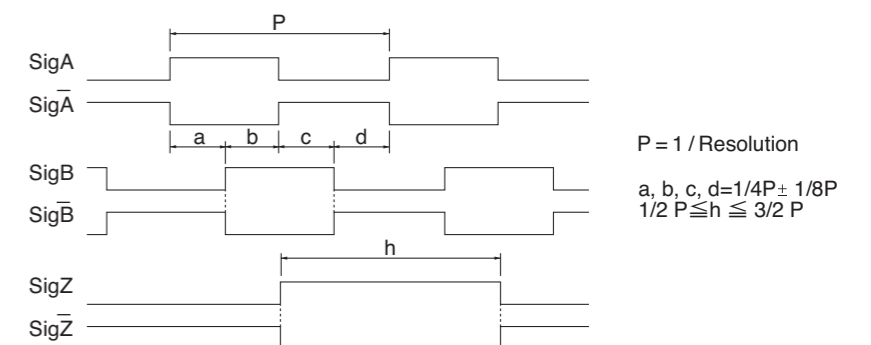 P
SigA
SigA̅
a b c d
P = 1 / Resolution
SigB
a, b, c, d=1/4P± 1/8P
SigB̅
1/2 P≦h ≦ 3/2 P
h
SigZ
SigZ̅